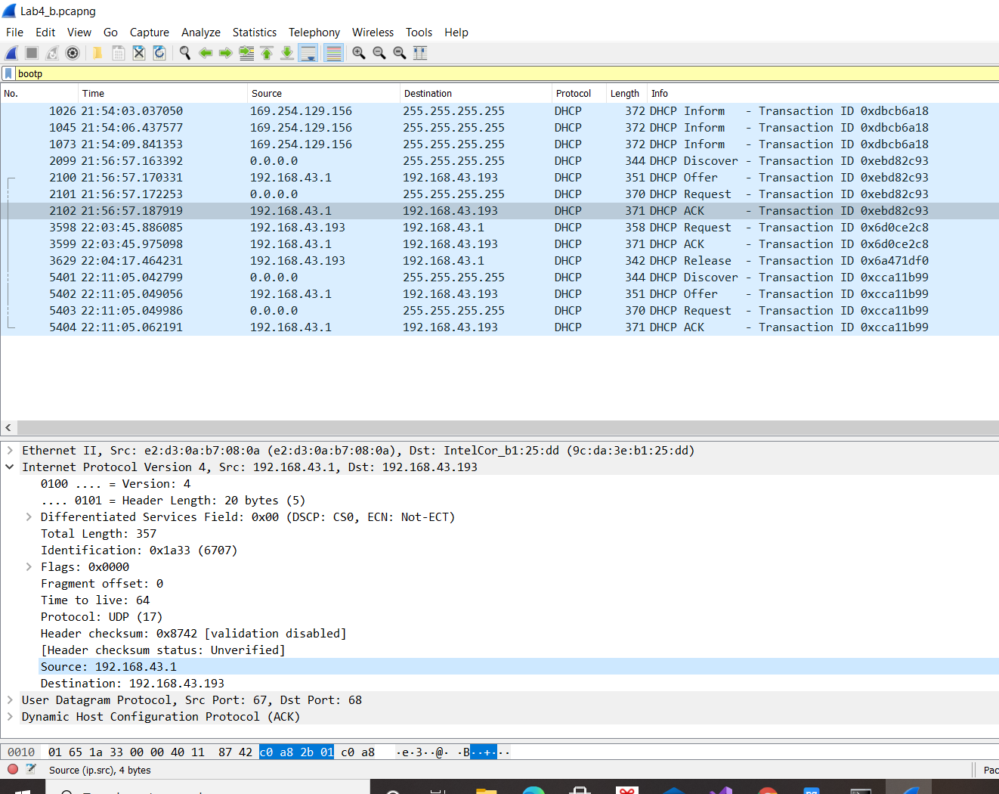 Lab4_b.pcapng
File Edit View Go Capture Analyze Statistics Telephony Wireless Tools Help
bootp
No. Time Source Destination Protocol Length Info
1026 21:54:03.037050 169.254.129.156 255.255.255.255 DHCP 372 DHCP Inform - Transaction ID 0xdbcb6a18
1045 21:54:06.437577 169.254.129.156 255.255.255.255 DHCP 372 DHCP Inform - Transaction ID 0xdbcb6a18
1073 21:54:09.841353 169.254.129.156 255.255.255.255 DHCP 372 DHCP Inform - Transaction ID 0xdbcb6a18
2099 21:56:57.163392 0.0.0.0 255.255.255.255 DHCP 344 DHCP Discover - Transaction ID 0xebd82c93
2100 21:56:57.170331 192.168.43.1 192.168.43.193 DHCP 351 DHCP Offer - Transaction ID 0xebd82c93
2101 21:56:57.172253 0.0.0.0 255.255.255.255 DHCP 370 DHCP Request - Transaction ID 0xebd82c93
2102 21:56:57.187919 192.168.43.1 192.168.43.193 DHCP 371 DHCP ACK - Transaction ID 0xebd82c93
3598 22:03:45.886085 192.168.43.193 192.168.43.1 DHCP 358 DHCP Request - Transaction ID 0x6d0ce2c8
3599 22:03:45.975098 192.168.43.1 192.168.43.193 DHCP 371 DHCP ACK - Transaction ID 0x6d0ce2c8
3629 22:04:17.464231 192.168.43.193 192.168.43.1 DHCP 342 DHCP Release - Transaction ID 0x6a471df0
5401 22:11:05.042799 0.0.0.0 255.255.255.255 DHCP 344 DHCP Discover - Transaction ID 0xcca11b99
5402 22:11:05.049056 192.168.43.1 192.168.43.193 DHCP 351 DHCP Offer - Transaction ID 0xcca11b99
5403 22:11:05.049986 0.0.0.0 255.255.255.255 DHCP 370 DHCP Request - Transaction ID 0xcca11b99
5404 22:11:05.062191 192.168.43.1 192.168.43.193 DHCP 371 DHCP ACK - Transaction ID 0xcca11b99
Ethernet II, Src: e2:d3:0a:b7:08:0a (e2:d3:0a:b7:08:0a), Dst: IntelCor_b1:25:dd (9c:da:3e:b1:25:dd)
Internet Protocol Version 4, Src: 192.168.43.1, Dst: 192.168.43.193
0100 .... = Version: 4
.... 0101 = Header Length: 20 bytes (5)
Differentiated Services Field: 0x00 (DSCP: CS0, ECN: Not-ECT)
Total Length: 357
Identification: 0x1a33 (6707)
Flags: 0x0000
Fragment offset: 0
Time to live: 64
Protocol: UDP (17)
Header checksum: 0x8742 [validation disabled]
[Header checksum status: Unverified]
Source: 192.168.43.1
Destination: 192.168.43.193
User Datagram Protocol, Src Port: 67, Dst Port: 68
Dynamic Host Configuration Protocol (ACK)
0010 01 65 1a 33 00 00 40 11 87 42 c0 a8 2b 01 c0 a8 ·e·3··@· ·B··+···
Source (ip.src), 4 bytes Pac